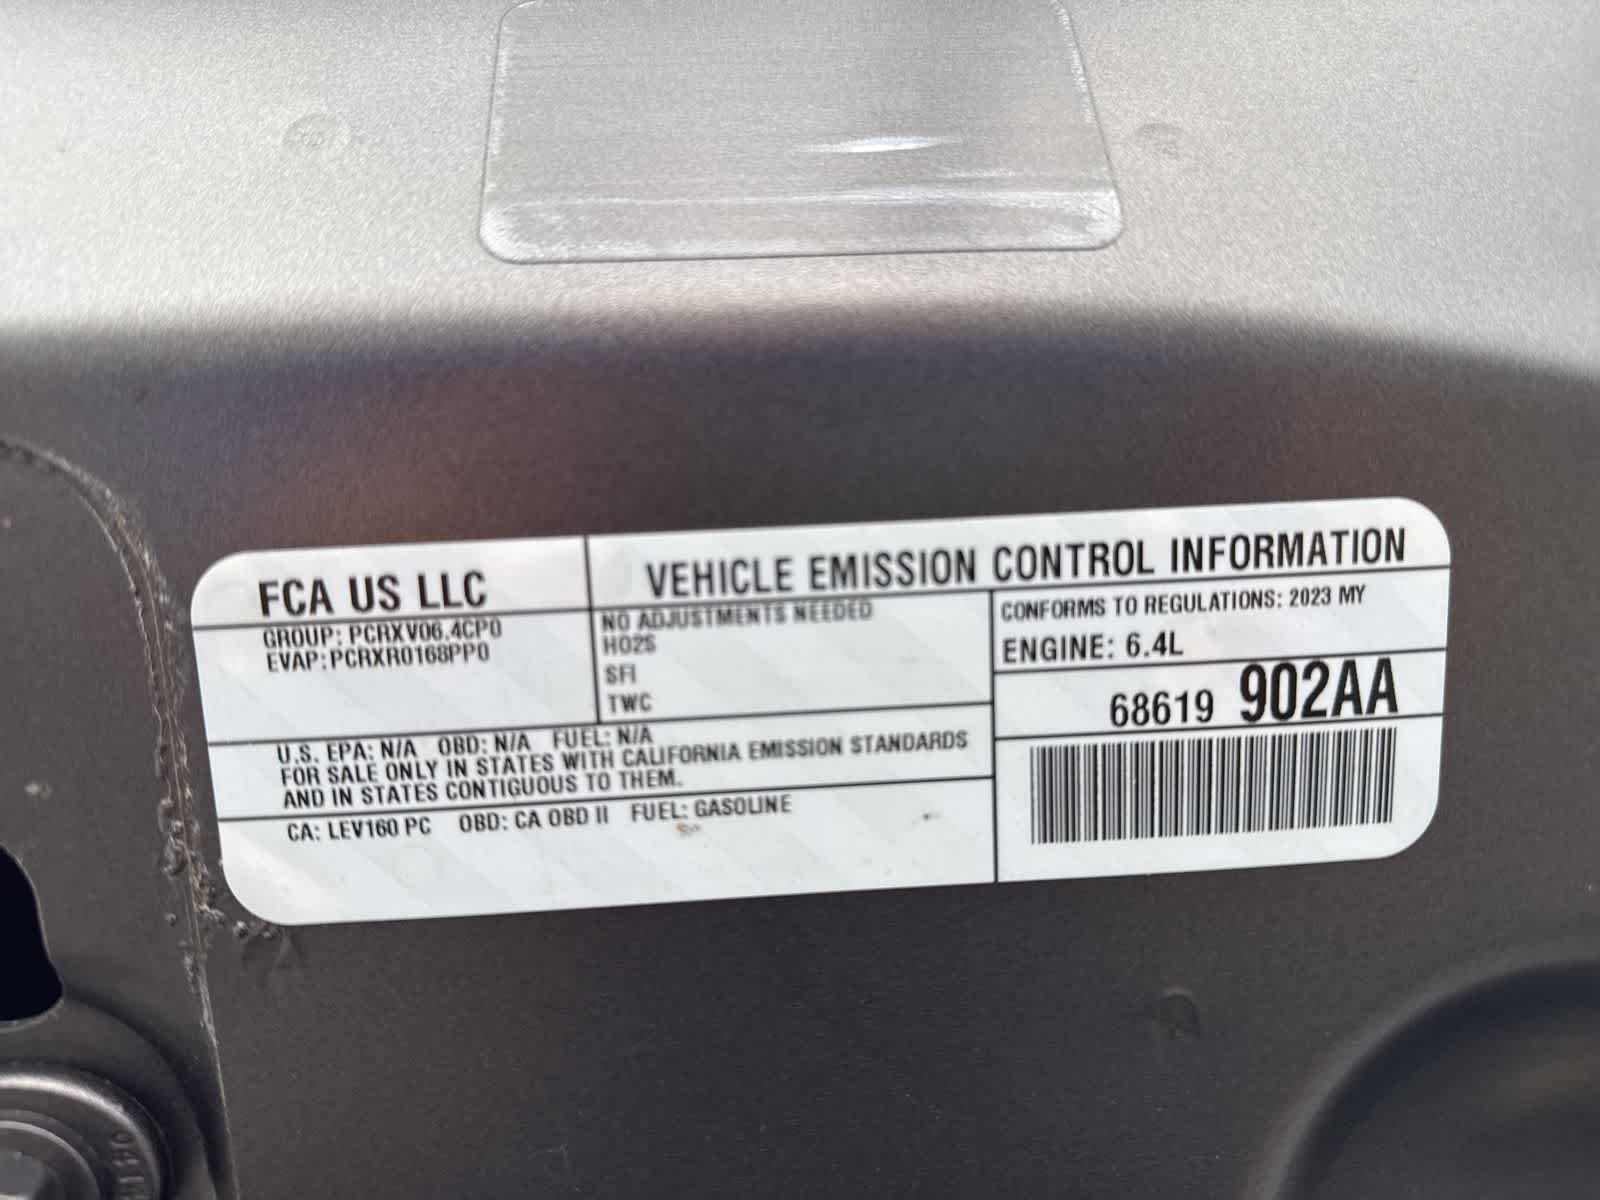 FCA US LLC
VEHICLE EMISSION CONTROL INFORMATION
GROUP: PCRXV06.4CP0
EVAP: PCRXR0168PP0
NO ADJUSTMENTS NEEDED
HO2S
SFI
TWC
CONFORMS TO REGULATIONS: 2023 MY
ENGINE: 6.4L
68619 902AA
U.S. EPA: N/A OBD: N/A FUEL: N/A
FOR SALE ONLY IN STATES WITH CALIFORNIA EMISSION STANDARDS
AND IN STATES CONTIGUOUS TO THEM.
CA: LEV160 PC OBD: CA OBD II FUEL: GASOLINE